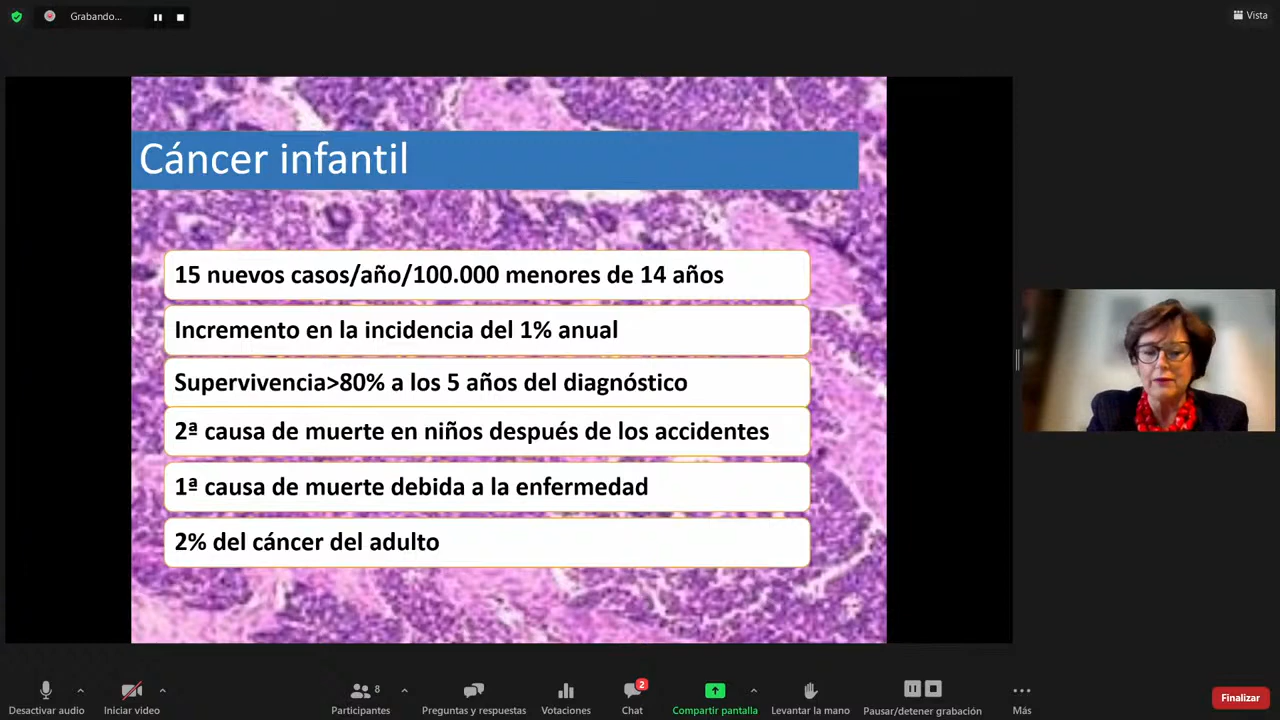 Grabando...
Vista
Cáncer infantil
15 nuevos casos/año/100.000 menores de 14 años
Incremento en la incidencia del 1% anual
Supervivencia>80% a los 5 años del diagnóstico
2ª causa de muerte en niños después de los accidentes
1ª causa de muerte debida a la enfermedad
2% del cáncer del adulto
Desactivar audio
Iniciar video
8
Participantes
Preguntas y respuestas
Votaciones
2
Chat
Compartir pantalla
Levantar la mano
Pausar/detener grabación
Más
Finalizar